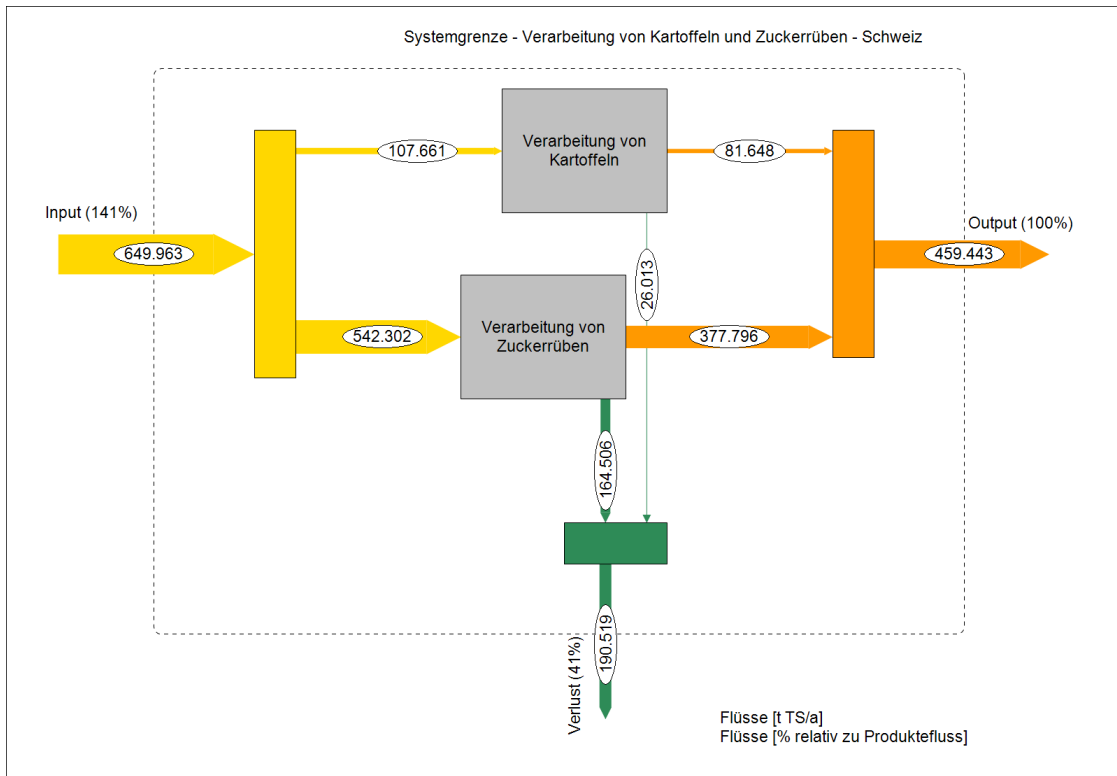 Systemgrenze - Verarbeitung von Kartoffeln und Zuckerrüben - Schweiz
107.661
Verarbeitung von
Kartoffeln
81.648
Input (141%)
649.963
Output (100%)
459.443
26.013
542.302
Verarbeitung von
Zuckerrüben
377.796
164.506
190.519
Verlust (41%)
Flüsse [t TS/a]
Flüsse [% relativ zu Produktefluss]